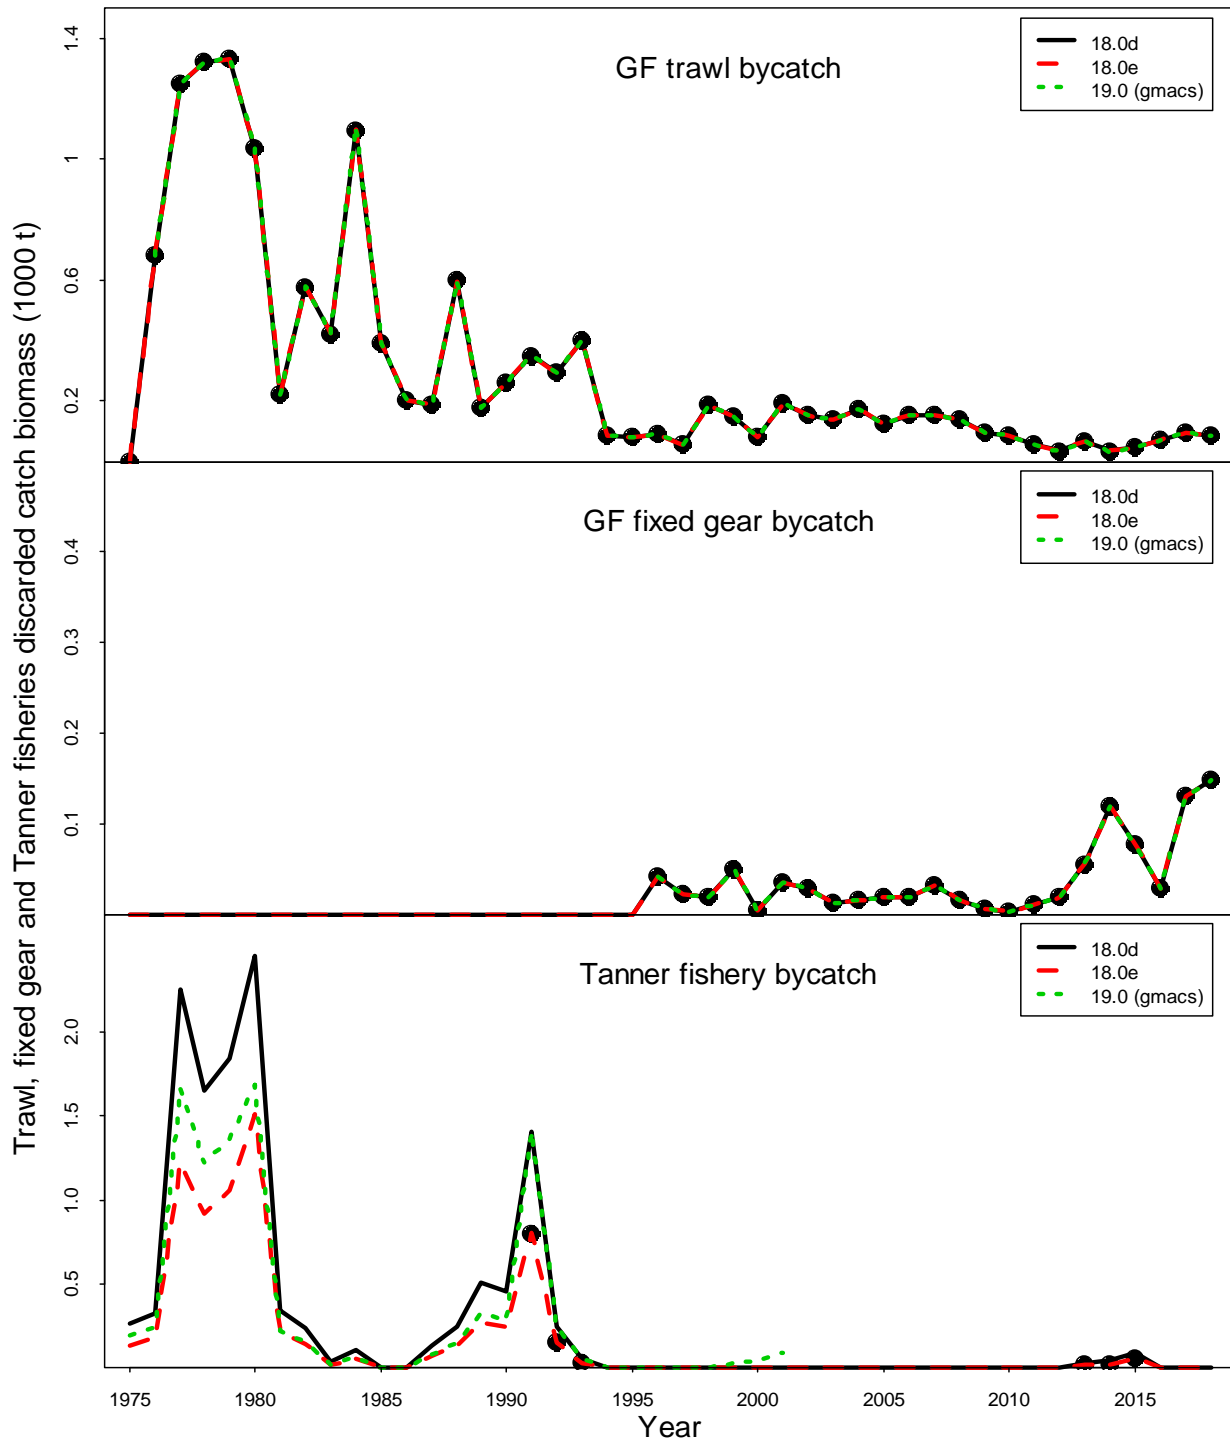 Trawl, fixed gear and Tanner fisheries discarded catch biomass (1000 t)
GF trawl bycatch
18.0d
18.0e
19.0 (gmacs)
1.4
1
0.6
0.2
GF fixed gear bycatch
18.0d
18.0e
19.0 (gmacs)
0.4
0.3
0.2
0.1
Tanner fishery bycatch
18.0d
18.0e
19.0 (gmacs)
2.0
1.5
1.0
0.5
1975 1980 1985 1990 1995 2000 2005 2010 2015
Year